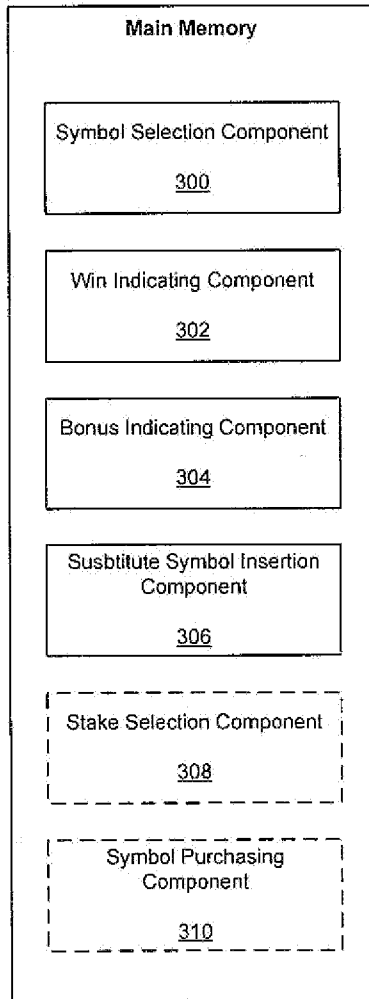 Main Memory
Symbol Selection Component
300
Win Indicating Component
302
Bonus Indicating Component
304
Susbtitute Symbol Insertion
Component
306
Stake Selection Component
308
Symbol Purchasing
Component
310